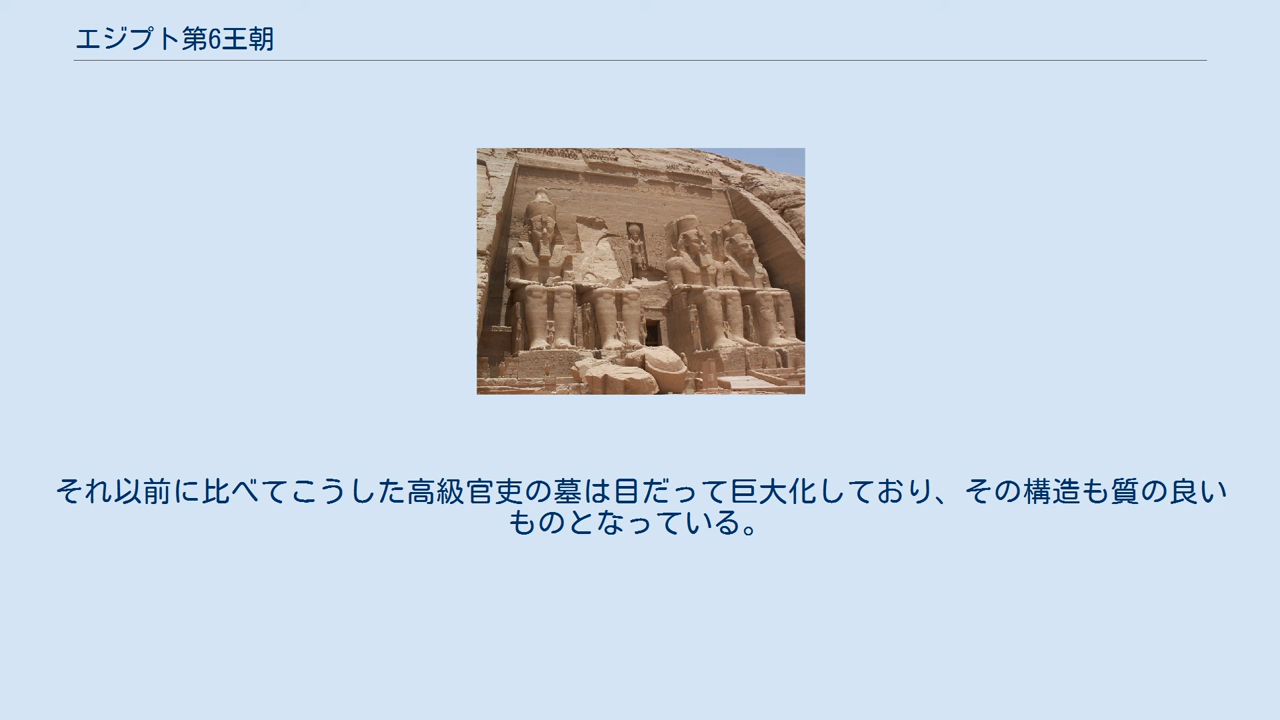 エジプト第6王朝
それ以前に比べてこうした高級官吏の墓は目だって巨大化しており、その構造も質の良い
ものとなっている。